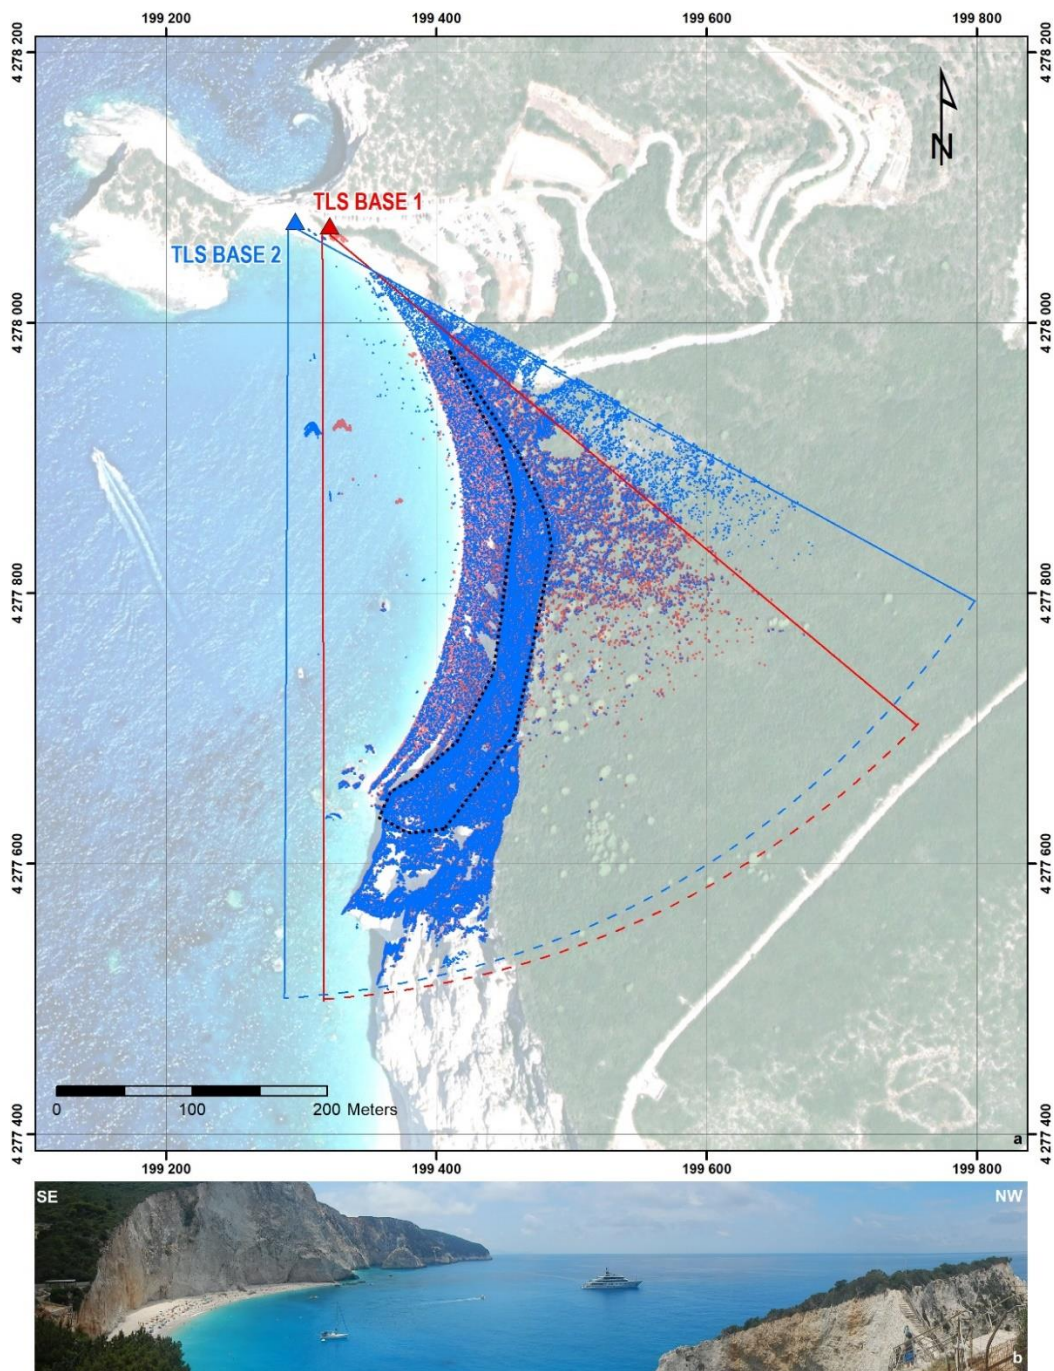 199 200 199 400 199 600 199 800
4 278 200 4 278 200
N
TLS BASE 1
TLS BASE 2
4 278 000 4 278 000
4 277 800 4 277 800
4 277 600 4 277 600
0 100 200 Meters
4 277 400 4 277 400
a
199 200 199 400 199 600 199 800
SE NW
b